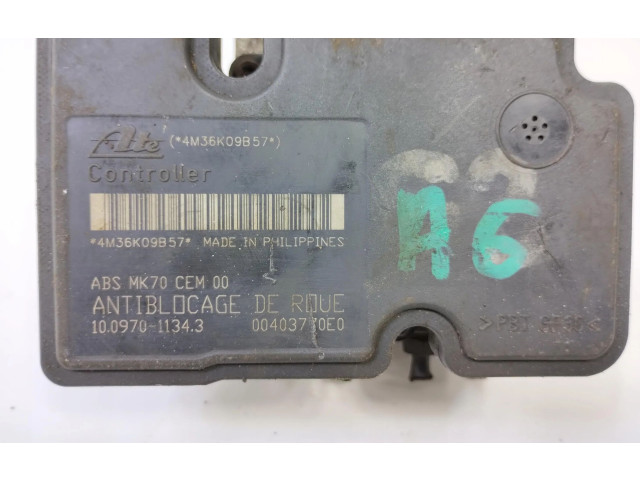 Ate (*4M36K09B57*)
Controller
*4M36K09B57* MADE IN PHILIPPINES
ABS MK70 CEM 00
ANTIBLOCAGE DE ROUE
10.0970-1134.3 00403770E0
A6